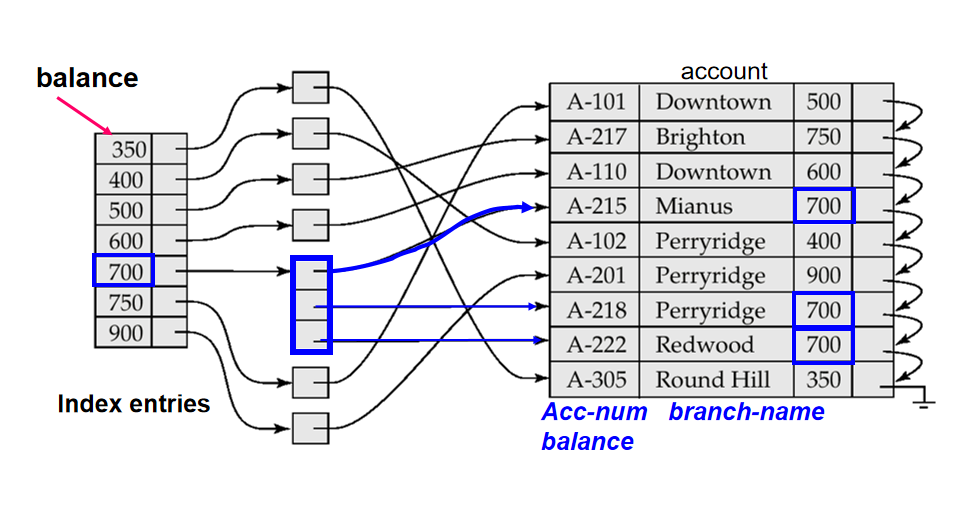 balance
account
350
400
500
600
700
750
900
Index entries
A-101 Downtown 500
A-217 Brighton 750
A-110 Downtown 600
A-215 Mianus 700
A-102 Perryridge 400
A-201 Perryridge 900
A-218 Perryridge 700
A-222 Redwood 700
A-305 Round Hill 350
Acc-num branch-name
balance